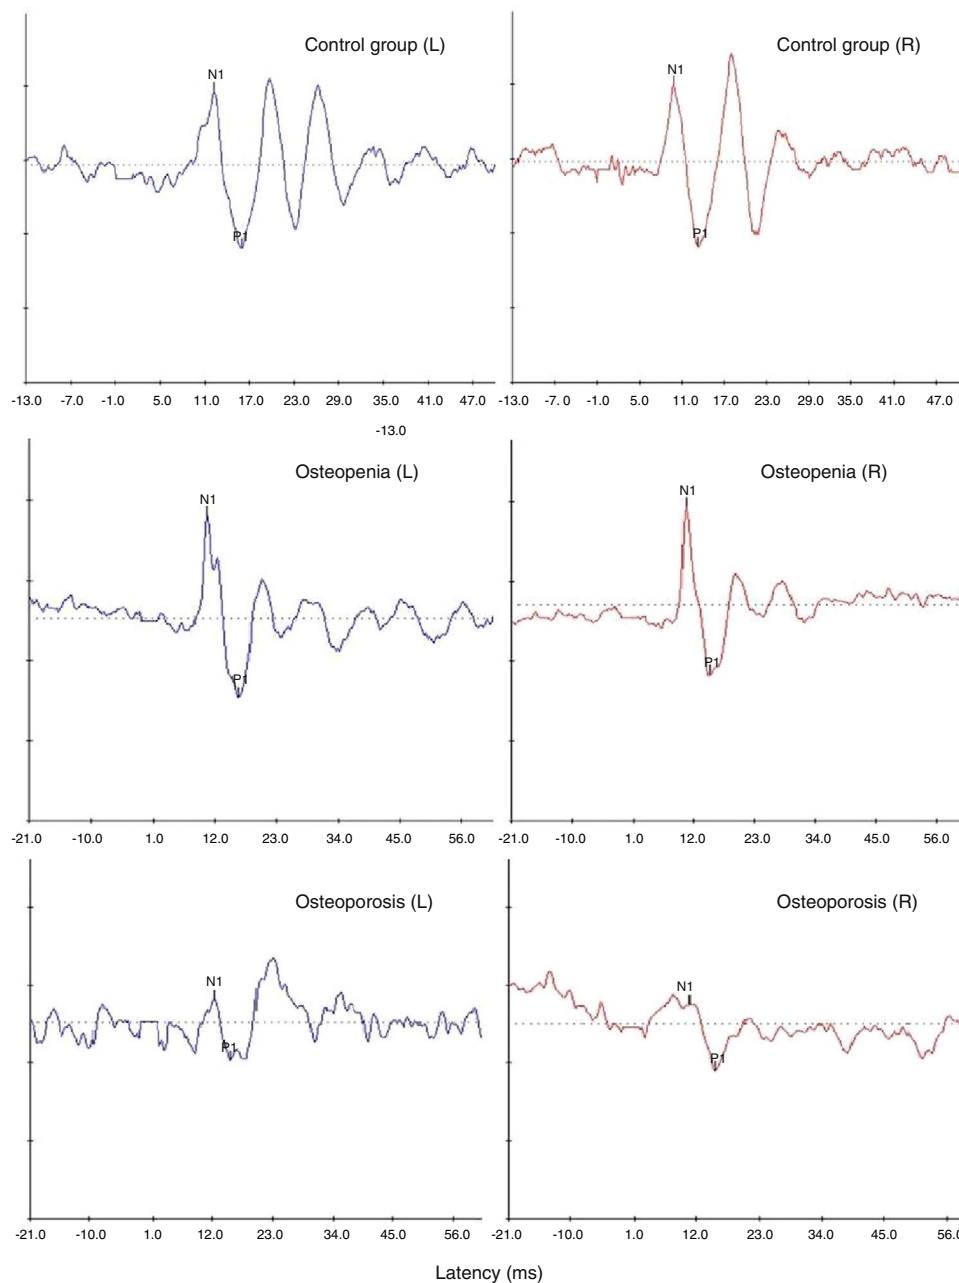 Control group (L)
N1
P1
-13.0 -7.0 -1.0 5.0 11.0 17.0 23.0 29.0 35.0 41.0 47.0
Control group (R)
N1
P1
-13.0 -7. 0 -1.0 5.0 11.0 17.0 23.0 29.0 35.0 41.0 47.0
-13.0
Osteopenia (L)
N1
P1
-21.0 -10.0 1.0 12.0 23.0 34.0 45.0 56.0
Osteopenia (R)
N1
P1
-21.0 -10.0 1.0 12.0 23.0 34.0 45.0 56.0
Osteoporosis (L)
N1
P1
-21.0 -10.0 1.0 12.0 23.0 34.0 45.0 56.0
Osteoporosis (R)
N1
P1
-21.0 -10.0 1.0 12.0 23.0 34.0 45.0 56.0
Latency (ms)